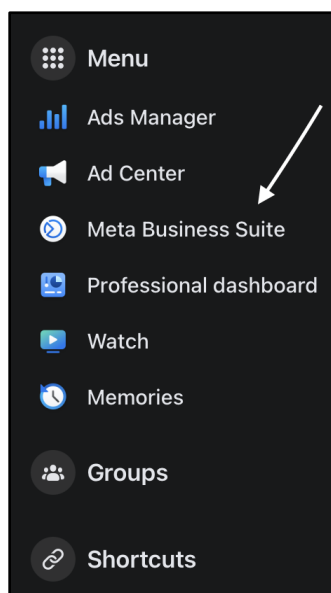 Menu
Ads Manager
Ad Center
Meta Business Suite
Professional dashboard
Watch
Memories
Groups
Shortcuts